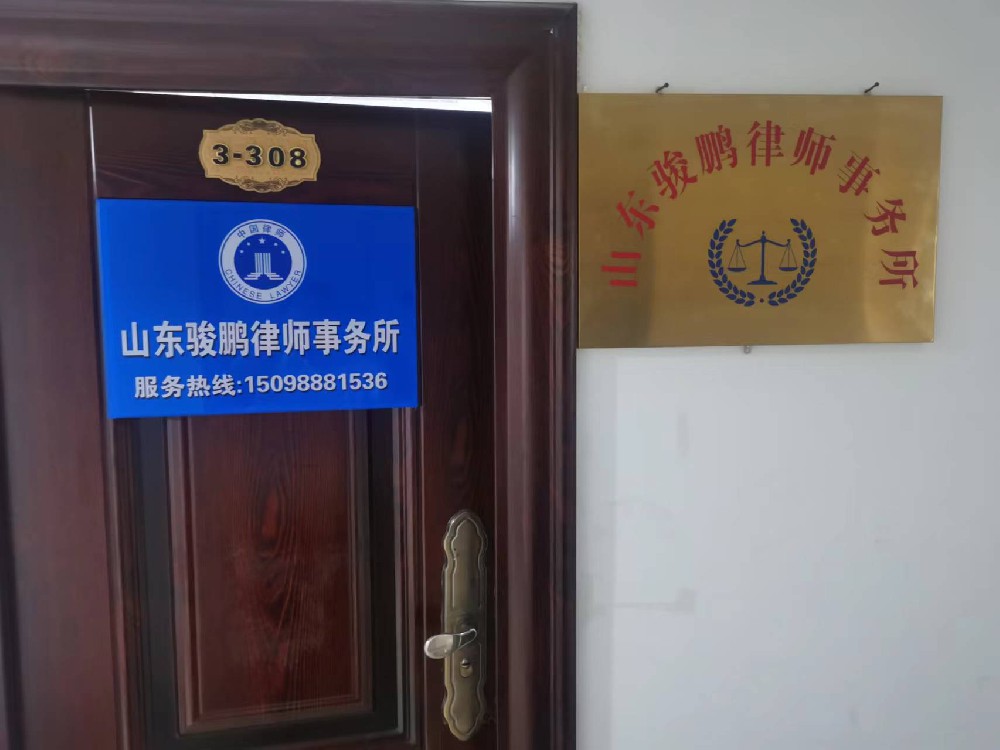 3-308
中国律师
CHINESE LAWYER
山东骏鹏律师事务所
服务热线:15098881536
山东骏鹏律师事务所